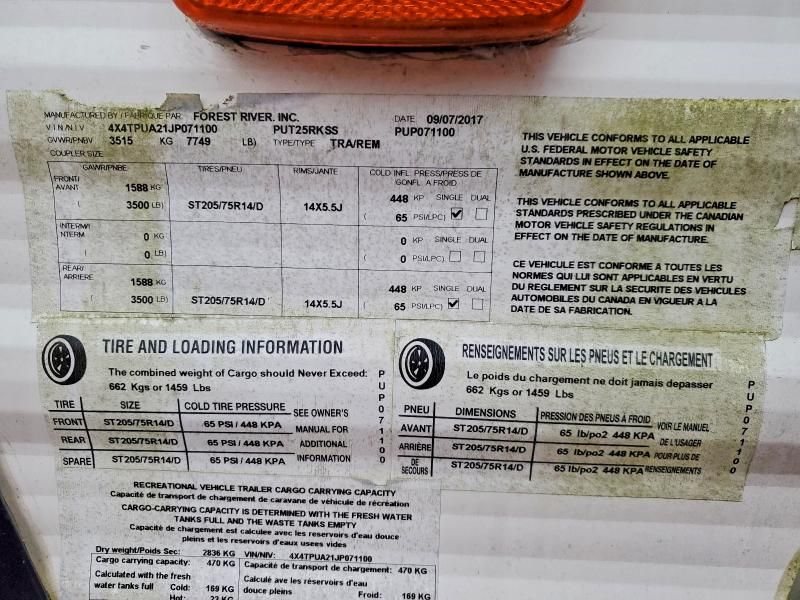 MANUFACTURED BY / FABRIQUE PAR: FOREST RIVER. INC. DATE 09/07/2017
VIN/NIV 4X4TPUA21JP071100 PUT25RKSS PUP071100
GVWR/PNBV 3515 KG 7749 LB) TYPE/TYPE TRA/REM
COUPLER SIZE
GAWR/PNBE TIRES/PNEU RIMS/JANTE COLD INFL. PRESS/PRESS DE
GONFL. A FROID
FRONT/
AVANT 1588 KG 448 KP SINGLE DUAL
( 3500 LB) ST205/75R14/D 14X5.5J ( 65 PSI/LPC)
INTERM/I
NTERM 0 KG 0 KP SINGLE DUAL
( 0 LB) ( 0 PSI/LPC)
REAR/
ARRIERE 1588 KG 448 KP SINGLE DUAL
( 3500 LB) ST205/75R14/D 14X5.5J ( 65 PSI/LPC)
THIS VEHICLE CONFORMS TO ALL APPLICABLE
U.S. FEDERAL MOTOR VEHICLE SAFETY
STANDARDS IN EFFECT ON THE DATE OF
MANUFACTURE SHOWN ABOVE.
THIS VEHICLE CONFORMS TO ALL APPLICABLE
STANDARDS PRESCRIBED UNDER THE CANADIAN
MOTOR VEHICLE SAFETY REGULATIONS IN
EFFECT ON THE DATE OF MANUFACTURE.
CE VEHICULE EST CONFORME A TOUTES LES
NORMES QUI LUI SONT APPLICABLES EN VERTU
DU REGLEMENT SUR LA SECURITE DES VEHICULES
AUTOMOBILES DU CANADA EN VIGUEUR A LA
DATE DE SA FABRICATION.
TIRE AND LOADING INFORMATION
The combined weight of Cargo should Never Exceed:
662 Kgs or 1459 Lbs
TIRE SIZE COLD TIRE PRESSURE SEE OWNER'S
FRONT ST205/75R14/D 65 PSI / 448 KPA MANUAL FOR
REAR ST205/75R14/D 65 PSI / 448 KPA ADDITIONAL
SPARE ST205/75R14/D 65 PSI / 448 KPA INFORMATION
PUP071100
RENSEIGNEMENTS SUR LES PNEUS ET LE CHARGEMENT
Le poids du chargement ne doit jamais depasser
662 Kgs or 1459 Lbs
PNEU DIMENSIONS PRESSION DES PNEUS À FROID VOIR LE MANUEL
AVANT ST205/75R14/D 65 lb/po2 448 KPA DE L'USAGER
ARRIÈRE ST205/75R14/D 65 lb/po2 448 KPA POUR PLUS DE
DE
SECOURS ST205/75R14/D 65 lb/po2 448 KPA RENSEIGNEMENTS
PUP071100
RECREATIONAL VEHICLE TRAILER CARGO CARRYING CAPACITY
Capacité de transport de chargement de caravane de véhicule de récréation
CARGO-CARRYING CAPACITY IS DETERMINED WITH THE FRESH WATER
TANKS FULL AND THE WASTE TANKS EMPTY
Capacité de chargement est calculee avec les reservoirs d'eau douce
pleins et les reservoirs d'eaux usees vides
Dry weight/Poids Sec: 2836 KG VIN/NIV: 4X4TPUA21JP071100
Cargo carrying capacity: 470 KG Capacité de transport de chargement: 470 KG
Calculated with the fresh
water tanks full Cold: 169 KG
Hot: 23 KG
Calculé ave les réservoirs d'eau
douce pleins Froid: 169 KG